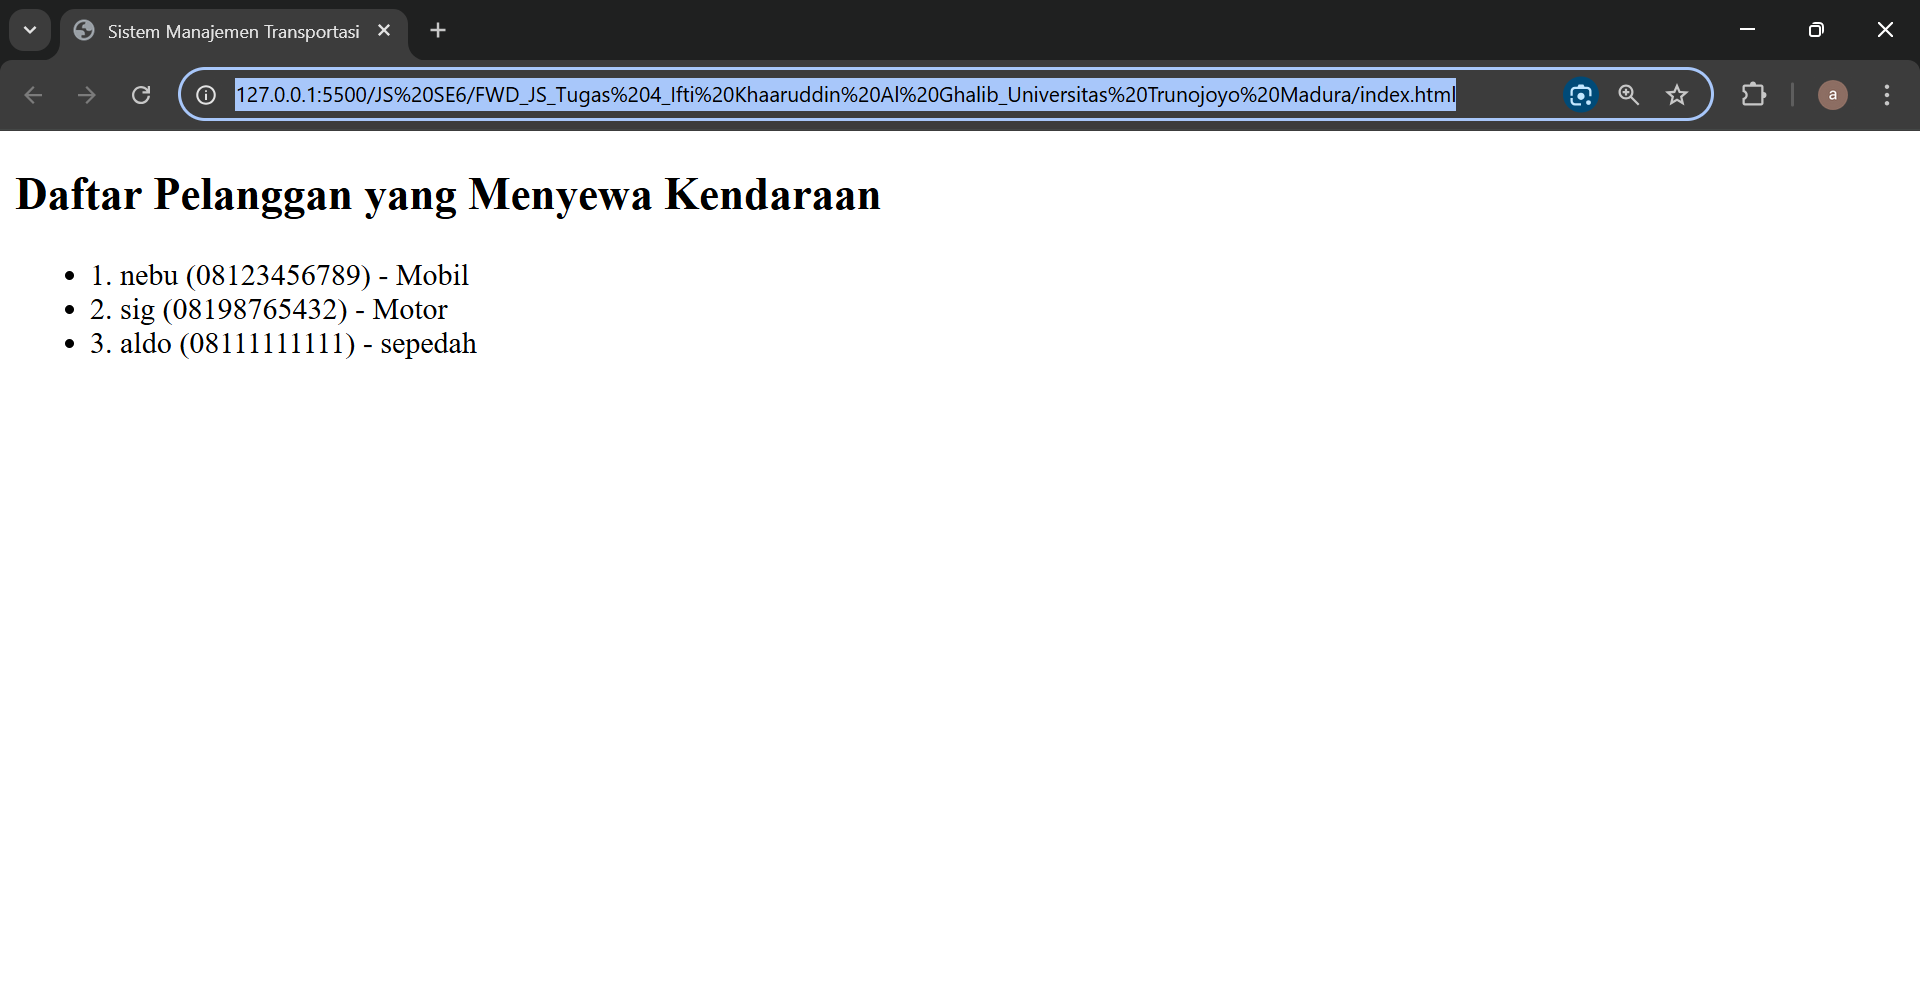 Sistem Manajemen Transportasi
127.0.0.1:5500/JS%20SE6/FWD_JS_Tugas%204_Ifti%20Khaaruddin%20Al%20Ghalib_Universitas%20Trunojoyo%20Madura/index.html
a
Daftar Pelanggan yang Menyewa Kendaraan
• 1. nebu (08123456789) - Mobil
• 2. sig (08198765432) - Motor
• 3. aldo (08111111111) - sepedah